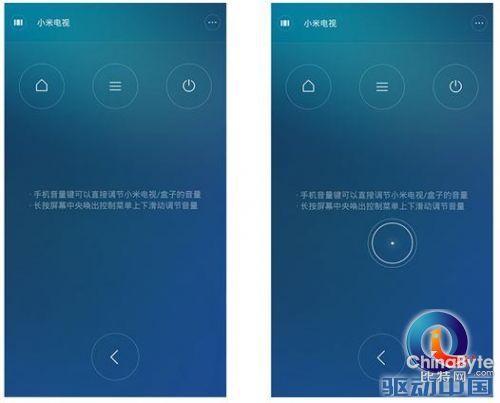 小米电视
· 手机音量键可以直接调节小米电视/盒子的音量
· 长按屏幕中央唤出控制菜单上下滑动调节音量
小米电视
· 手机音量键可以直接调节小米电视/盒子的音量
· 长按屏幕中央唤出控制菜单上下滑动调节音量
ChinaByte
比特网
驱动中国